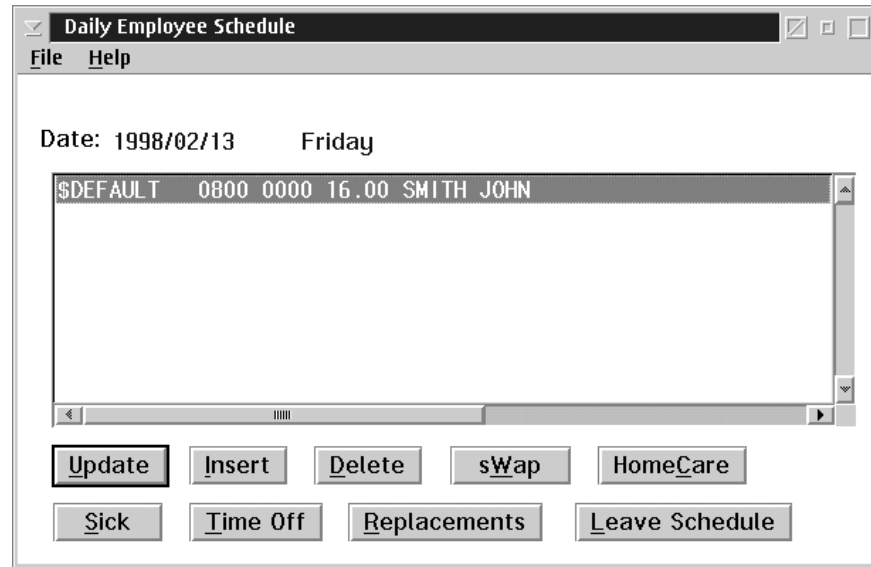 Daily Employee Schedule
File Help
Date: 1998/02/13 Friday
$DEFAULT 0800 0000 16.00 SMITH JOHN
Update Insert Delete sWap HomeCare
Sick Time Off Replacements Leave Schedule